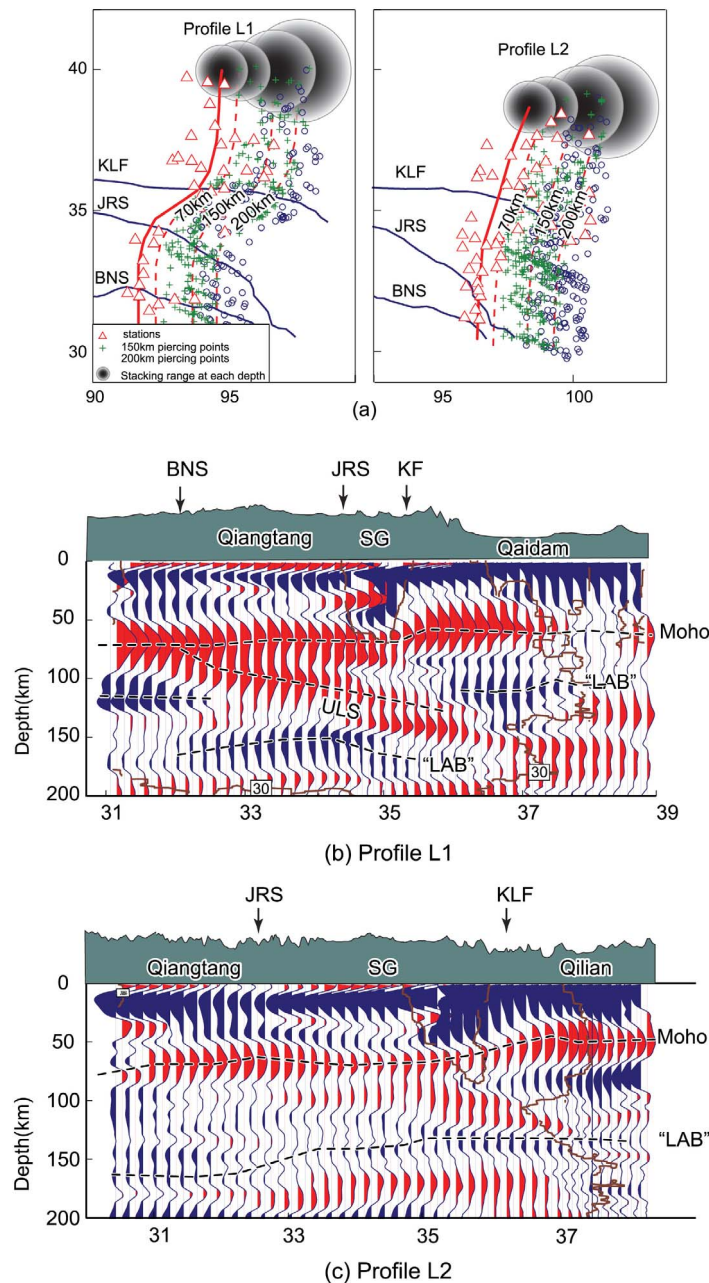 Profile L1
Profile L2
40
35
30
KLF
JRS
BNS
70km
150km
200km
stations
150km piercing points
200km piercing points
Stacking range at each depth
90
95
40
35
30
KLF
JRS
BNS
70km
150km
200km
95
100
(a)
BNS
JRS
KF
Qiangtang
SG
Qaidam
0
50
100
150
200
Depth(km)
Moho
"LAB"
ULS
"LAB"
30
30
31
33
35
37
39
(b) Profile L1
JRS
KLF
Qiangtang
SG
Qilian
0
50
100
150
200
Depth(km)
Moho
"LAB"
31
33
35
37
(c) Profile L2